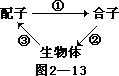 配子 ① 合子
③ ②
生物体
图2—13